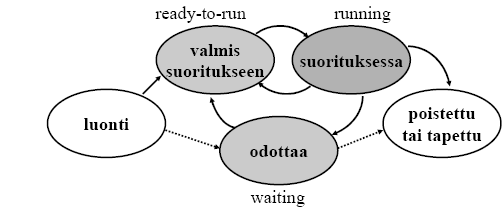 ready-to-run
running
valmis
suoritukseen
suorituksessa
luonti
poistettu
tai tapettu
odottaa
waiting